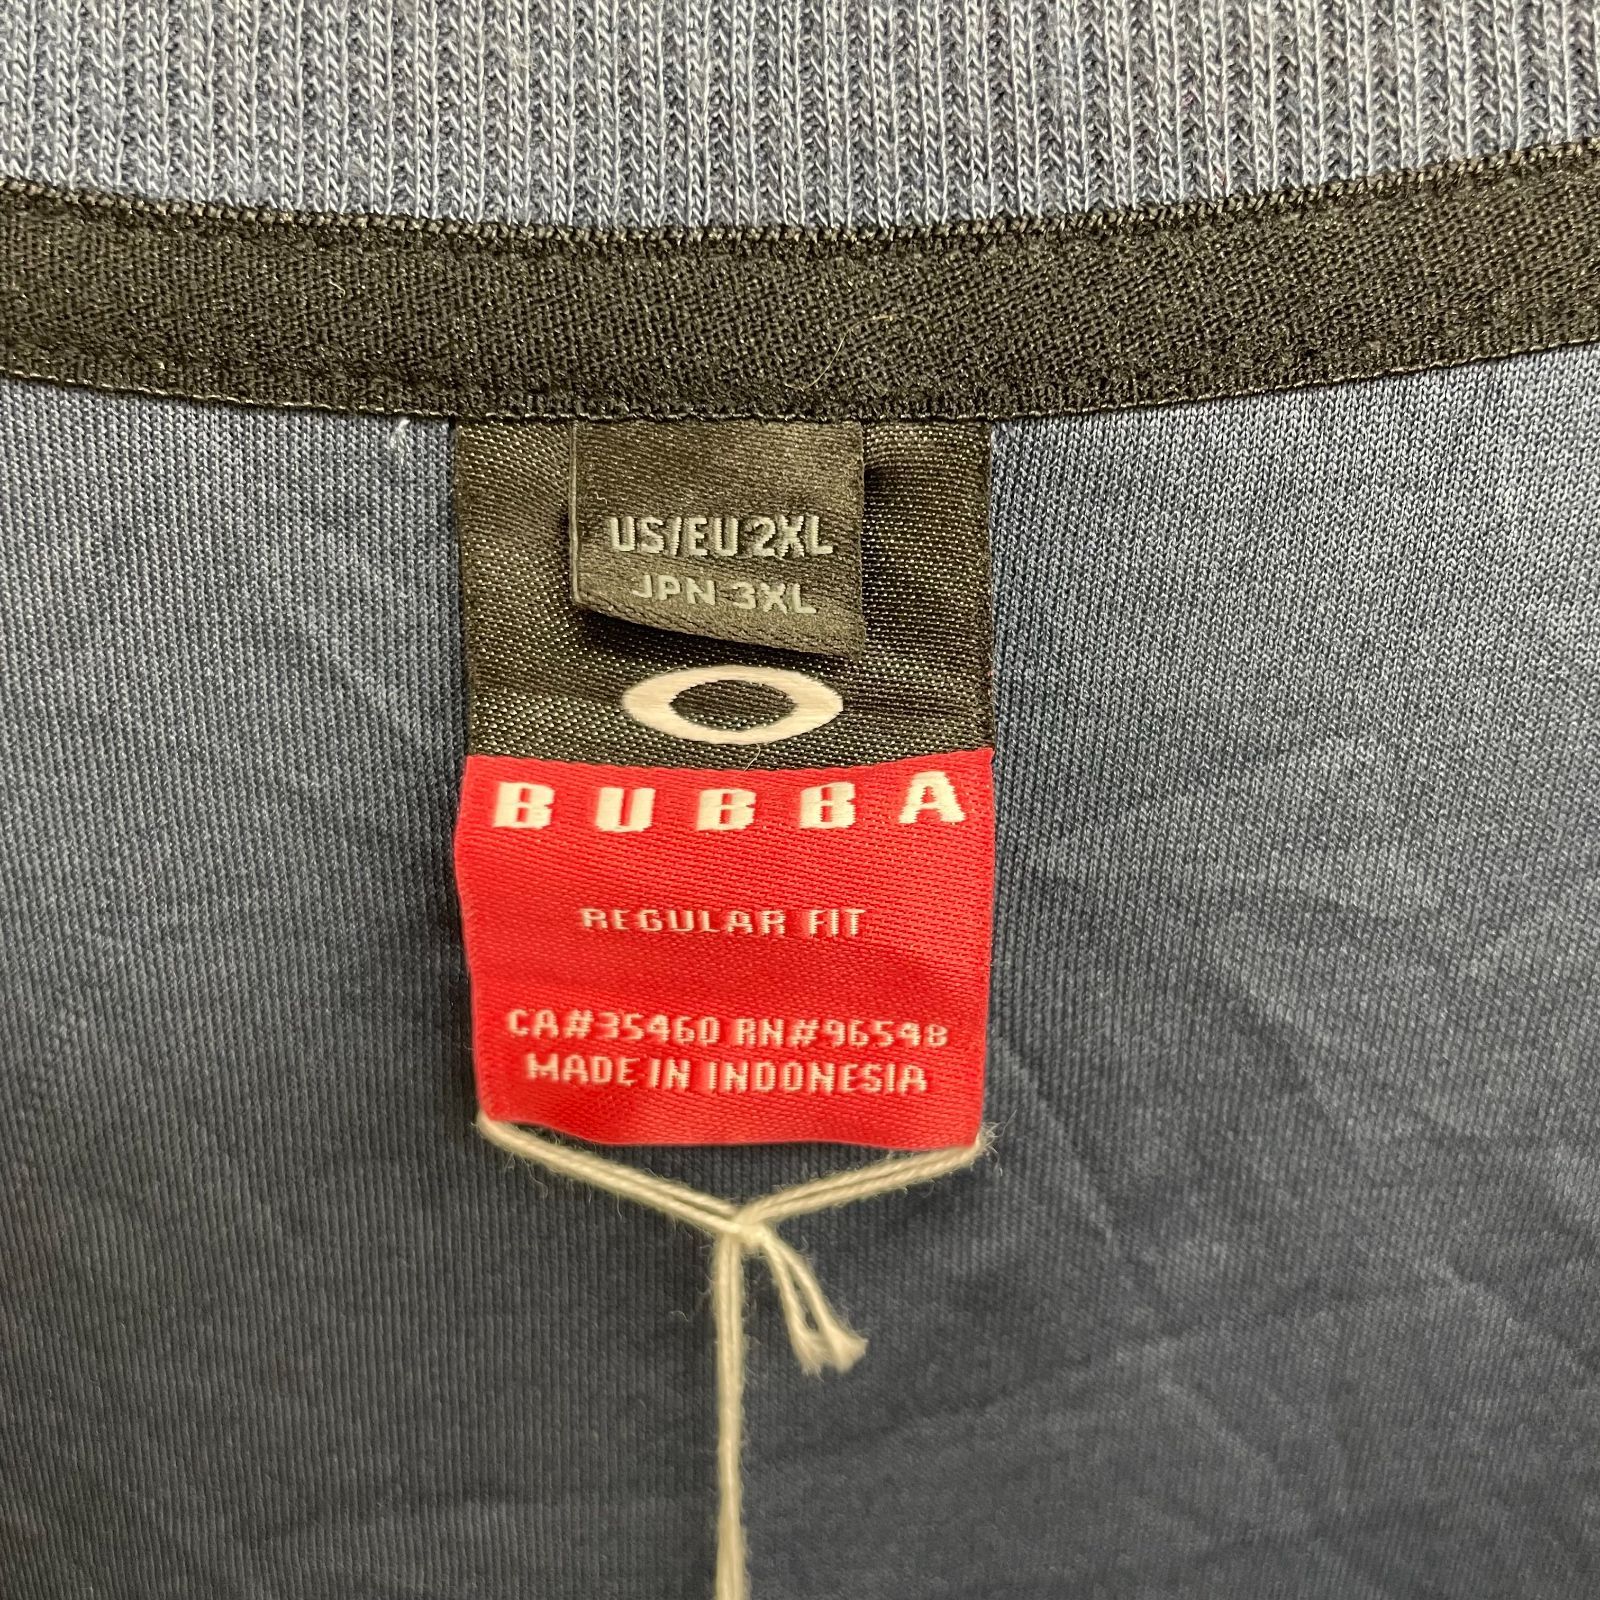 US/EU 2XL
JPN 3XL
BUBBA
REGULAR FIT
CA#35460 RN#96548
MADE IN INDONESIA